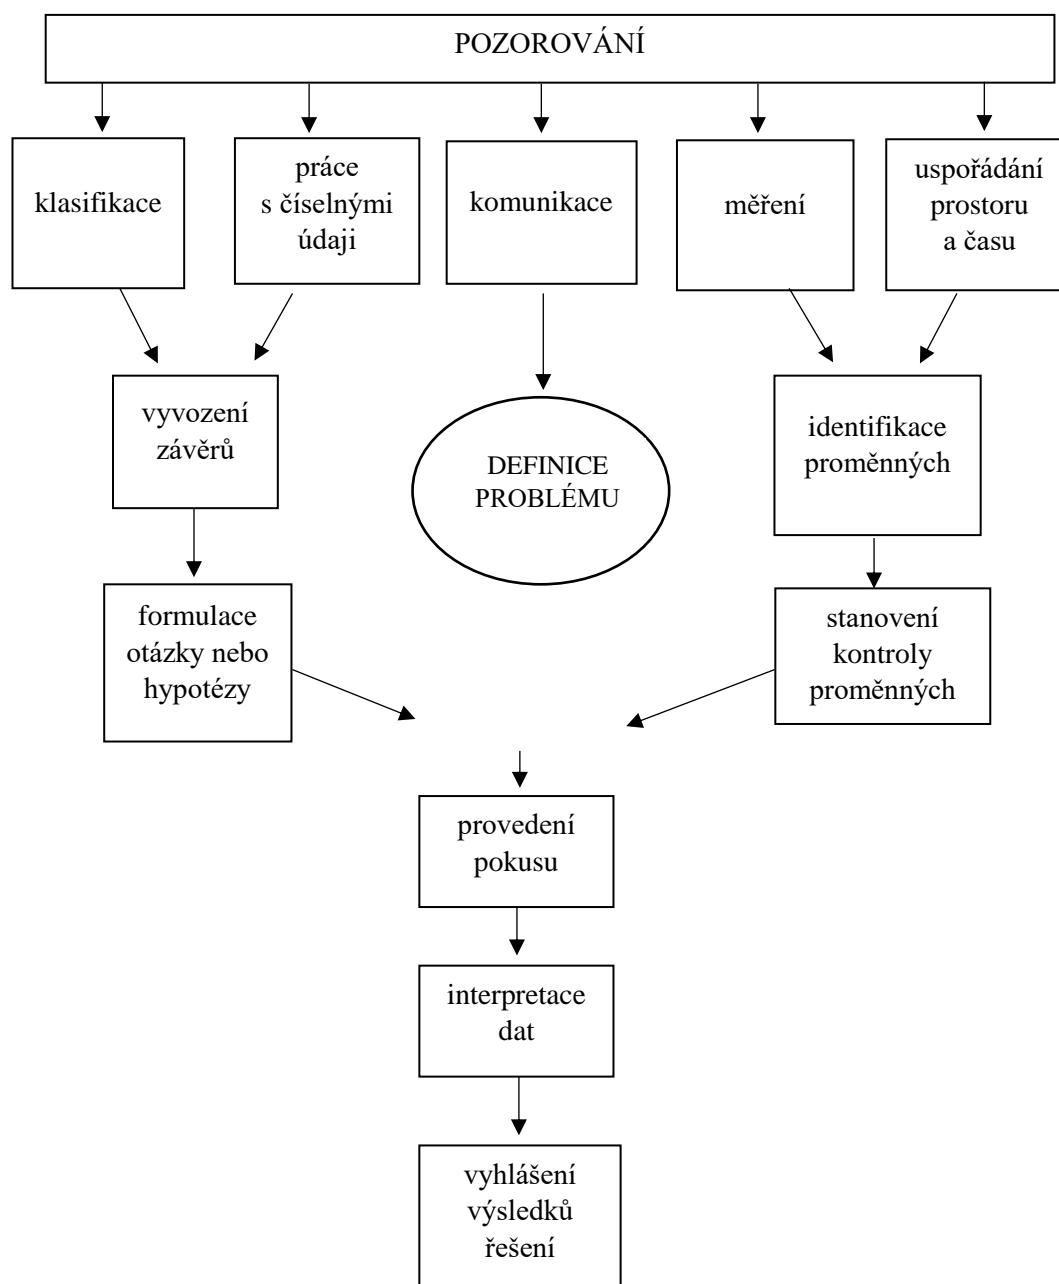 POZOROVÁNÍ
klasifikace
práce
s číselnými
údaji
komunikace
měření
uspořádání
prostoru
a času
vyvození
závěrů
DEFINICE
PROBLÉMU
identifikace
proměnných
formulace
otázky nebo
hypotézy
stanovení
kontroly
proměnných
provedení
pokusu
interpretace
dat
vyhlášení
výsledků
řešení